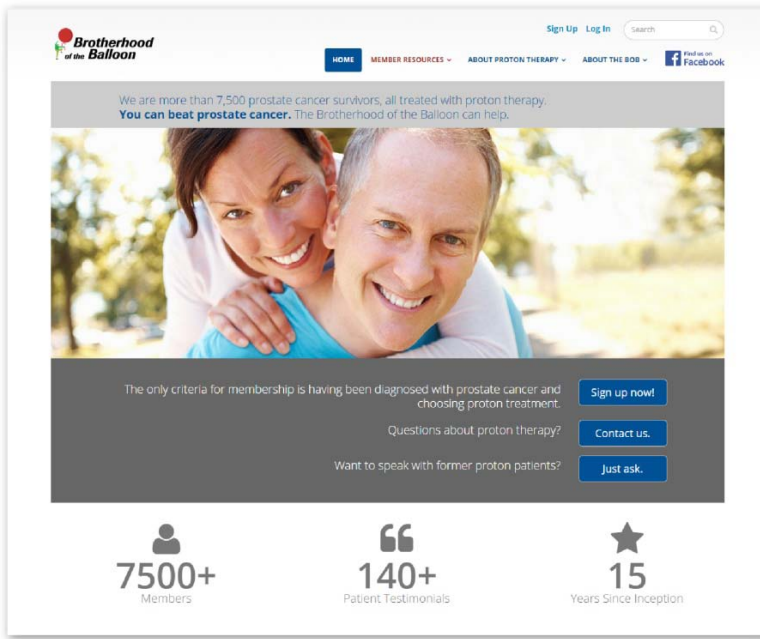 Sign Up Log In Search
Brotherhood
of the Balloon
HOME MEMBER RESOURCES ABOUT PROTON THERAPY ABOUT THE BOB Find us on
Facebook
We are more than 7,500 prostate cancer survivors, all treated with proton therapy.
You can beat prostate cancer. The Brotherhood of the Balloon can help.
The only criteria for membership is having been diagnosed with prostate cancer and
choosing proton treatment.
Sign up now!
Questions about proton therapy? Contact us.
Want to speak with former proton patients? Just ask.
7500+ 140+ 15
Members Patient Testimonials Years Since Inception